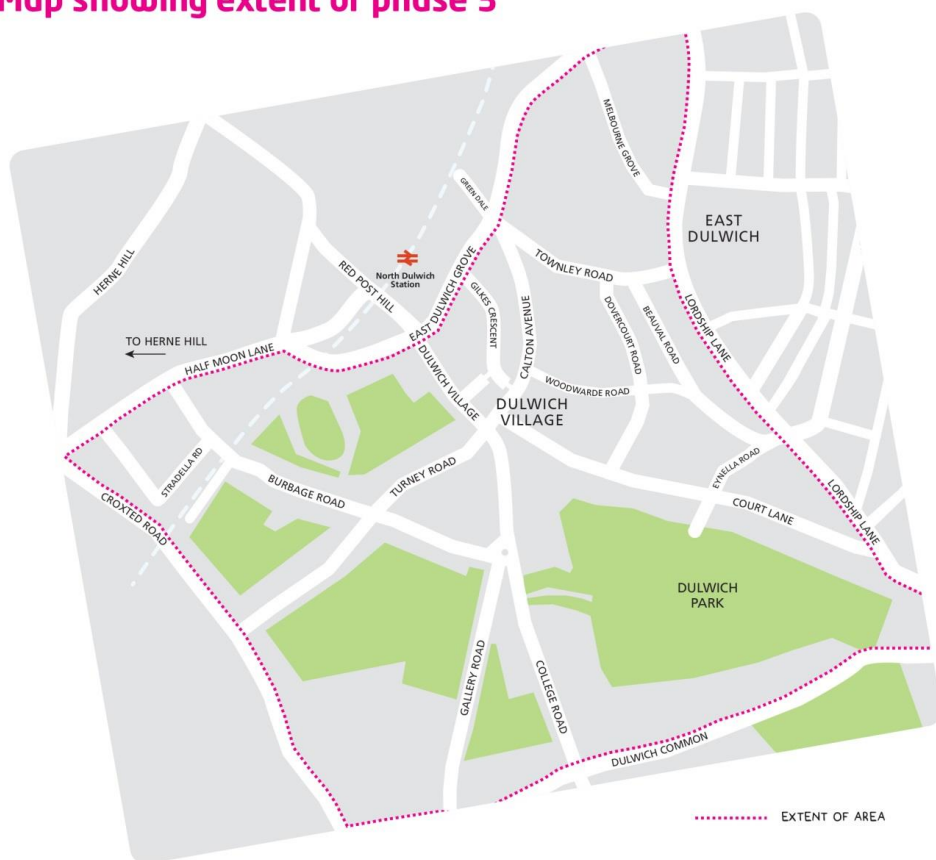 Map showing extent of phase 3
MELBOURNE GROVE
GREEN DALE
EAST
DULWICH
HERNE HILL
North Dulwich
Station
RED POST HILL
EAST DULWICH GROVE
TOWNLEY ROAD
GILKES CRESCENT
CALTON AVENUE
DOVERCOURT ROAD
BEAUVAL ROAD
LORDSHIP LANE
TO HERNE HILL
HALF MOON LANE
DULWICH VILLAGE
WOODWARDE ROAD
DULWICH
VILLAGE
STRADELLA RD
BURBAGE ROAD
TURNEY ROAD
EYNELLA ROAD
CROXTED ROAD
COURT LANE
LORDSHIP LANE
DULWICH
PARK
GALLERY ROAD
COLLEGE ROAD
DULWICH COMMON
EXTENT OF AREA